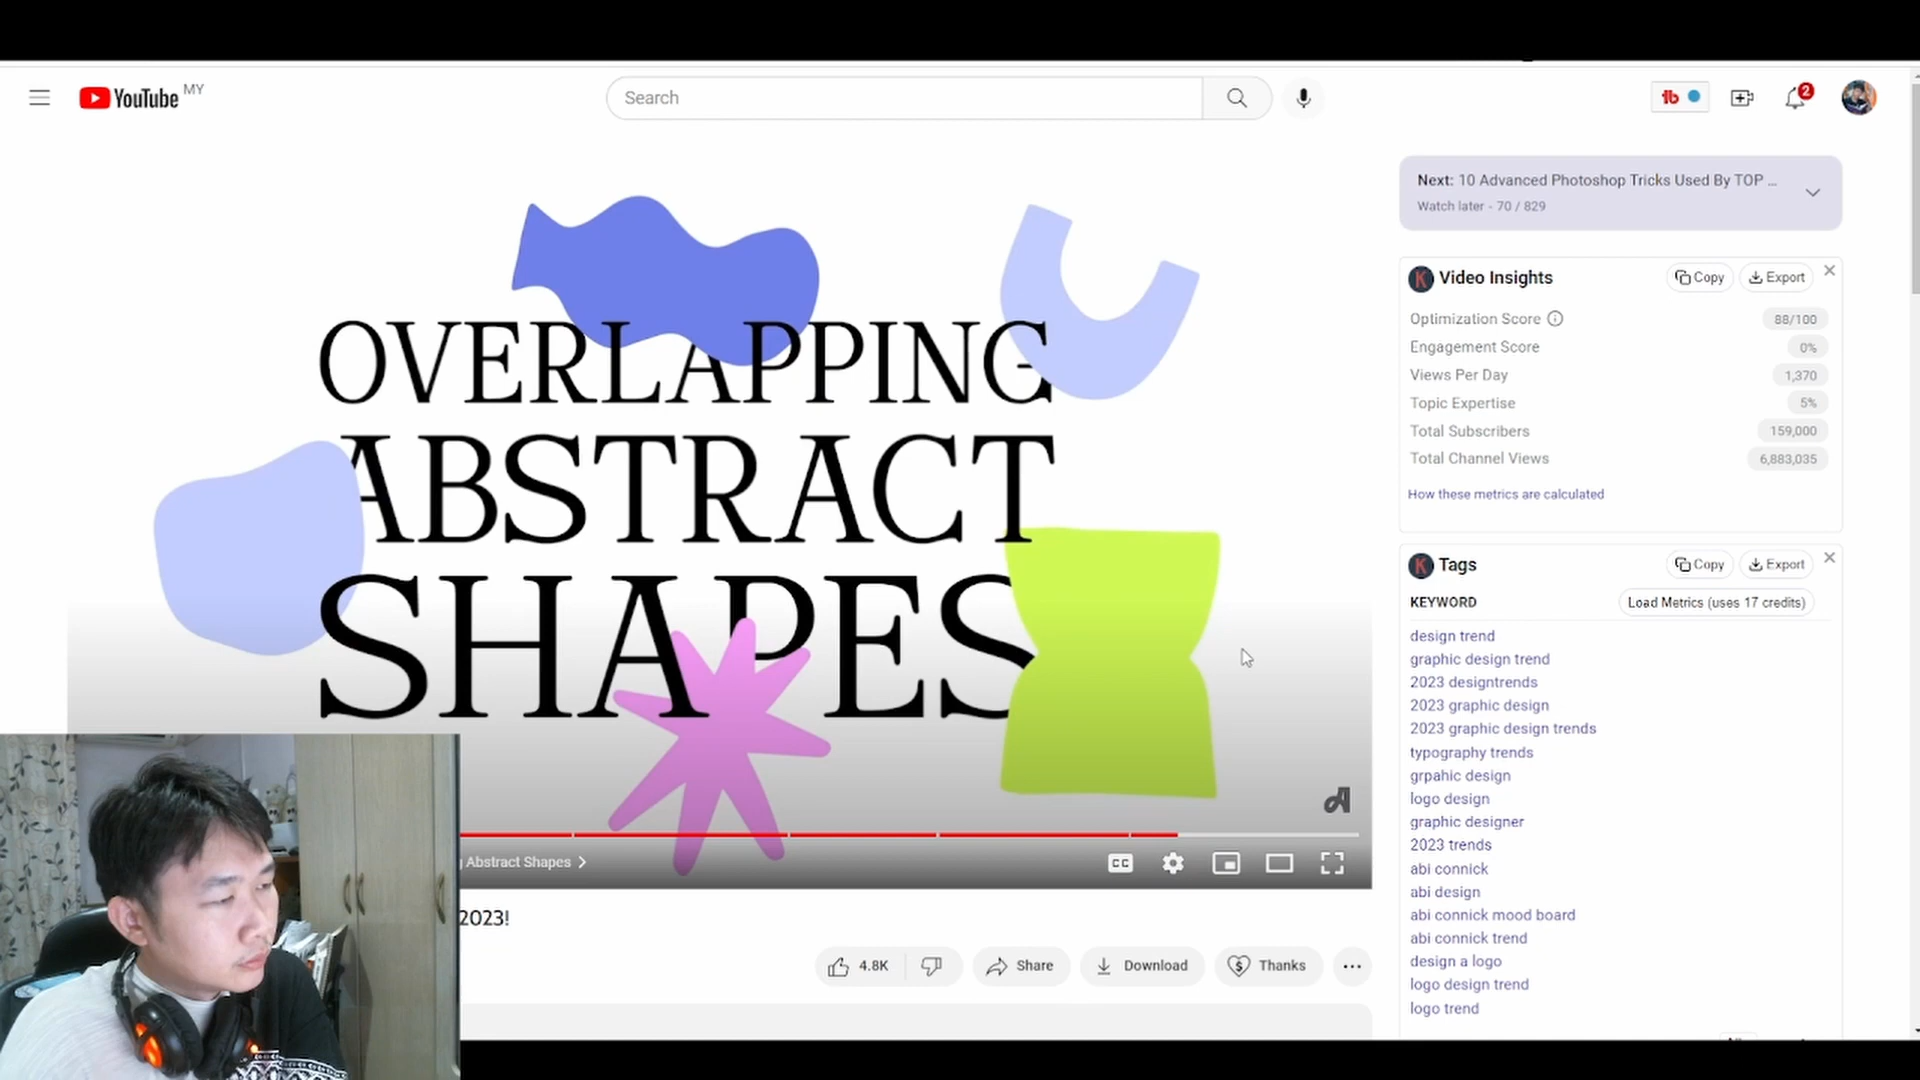 YouTube MY
Search
tb
2
Next: 10 Advanced Photoshop Tricks Used By TOP ...
Watch later - 70 / 829
OVERLAPPING
ABSTRACT
SHAPES
K Video Insights Copy Export
Optimization Score 88/100
Engagement Score 0%
Views Per Day 1,370
Topic Expertise 5%
Total Subscribers 159,000
Total Channel Views 6,883,035
How these metrics are calculated
K Tags Copy Export
KEYWORD Load Metrics (uses 17 credits)
design trend
graphic design trend
2023 designtrends
2023 graphic design
2023 graphic design trends
typography trends
grpahic design
logo design
graphic designer
2023 trends
abi connick
abi design
abi connick mood board
abi connick trend
design a logo
logo design trend
logo trend
Abstract Shapes
CC
2023!
4.8K
Share
Download
Thanks